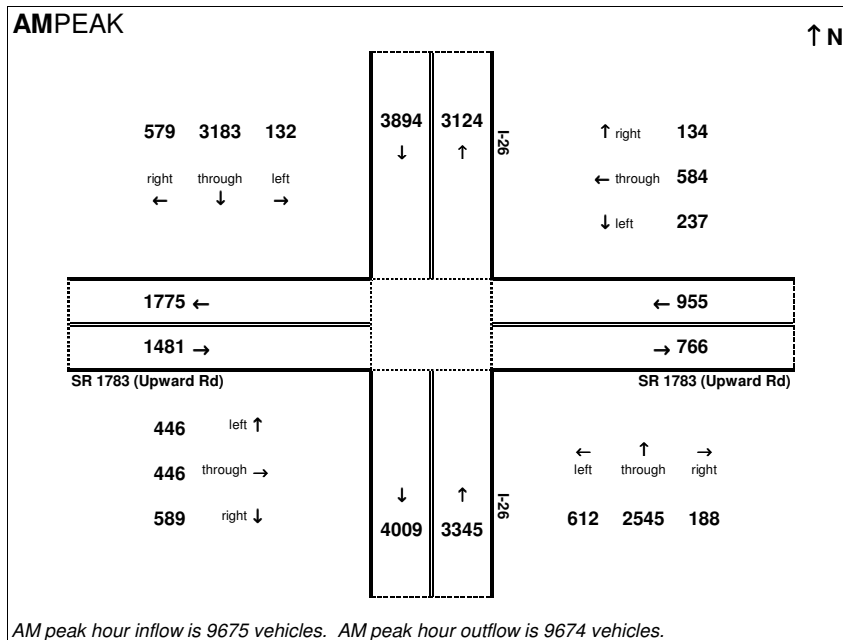 AMPEAK
↑ N
579 3183 132
right through left
← ↓ →
3894 3124
↓ ↑
I-26
↑ right 134
← through 584
↓ left 237
1775 ←
1481 →
← 955
→ 766
SR 1783 (Upward Rd)
SR 1783 (Upward Rd)
446 left ↑
446 through →
589 right ↓
↓ ↑
4009 3345
I-26
← ↑ →
left through right
612 2545 188
AM peak hour inflow is 9675 vehicles. AM peak hour outflow is 9674 vehicles.